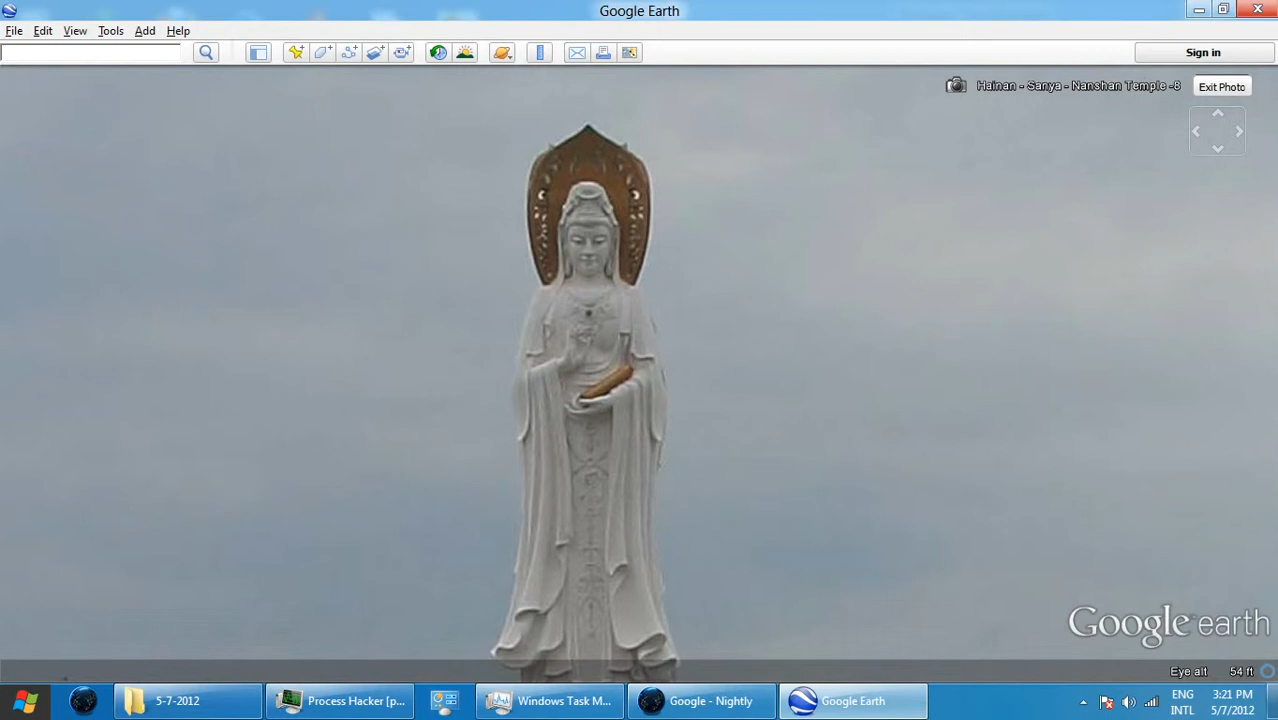 Google Earth
File Edit View Tools Add Help
Sign in
Hainan - Sanya - Nanshan Temple -8
Exit Photo
Google earth
Eye alt 54 ft
5-7-2012
Process Hacker [p...
Windows Task M...
Google - Nightly
Google Earth
ENG
INTL
3:21 PM
5/7/2012